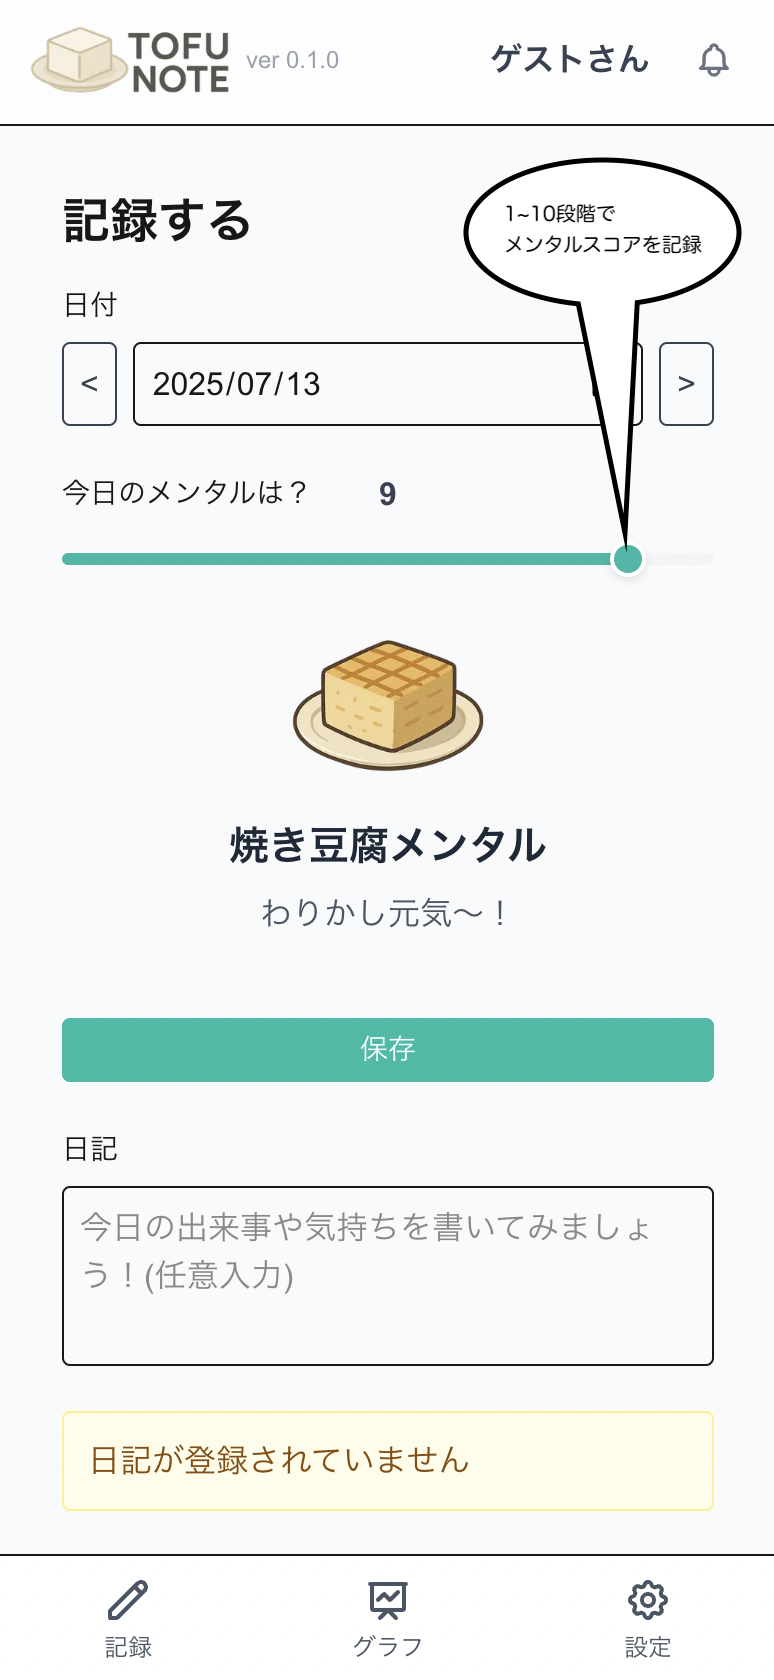 TOFU
NOTE
ver 0.1.0
ゲストさん
記録する
1~10段階で
メンタルスコアを記録
日付
<
2025/07/13
>
今日のメンタルは？
9
焼き豆腐メンタル
わりかし元気〜！
保存
日記
今日の出来事や気持ちを書いてみましょ
う！(任意入力)
日記が登録されていません
記録
グラフ
設定